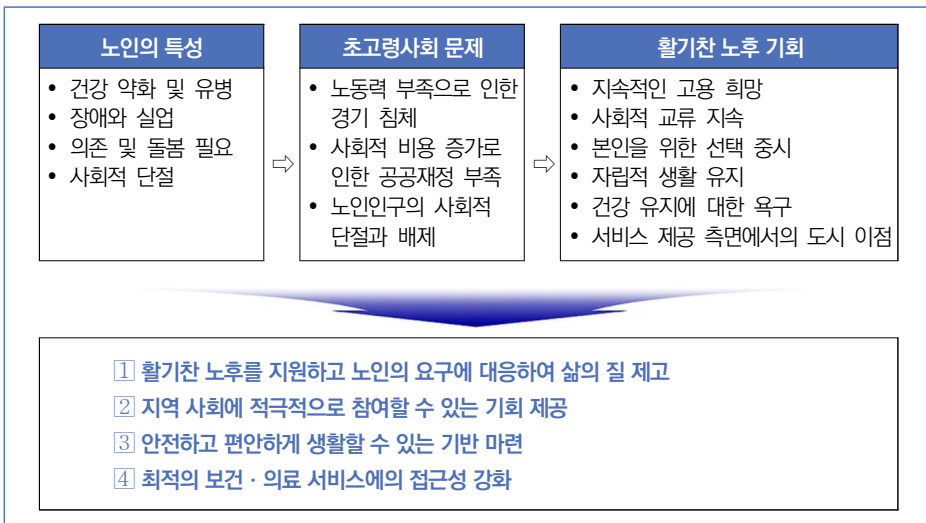 노인의 특성
• 건강 약화 및 유병
• 장애와 실업
• 의존 및 돌봄 필요
• 사회적 단절
⇨
초고령사회 문제
• 노동력 부족으로 인한
경기 침체
• 사회적 비용 증가로
인한 공공재정 부족
• 노인인구의 사회적
단절과 배제
⇨
활기찬 노후 기회
• 지속적인 고용 희망
• 사회적 교류 지속
• 본인을 위한 선택 중시
• 자립적 생활 유지
• 건강 유지에 대한 욕구
• 서비스 제공 측면에서의 도시 이점
1 활기찬 노후를 지원하고 노인의 요구에 대응하여 삶의 질 제고
2 지역 사회에 적극적으로 참여할 수 있는 기회 제공
3 안전하고 편안하게 생활할 수 있는 기반 마련
4 최적의 보건 · 의료 서비스에의 접근성 강화